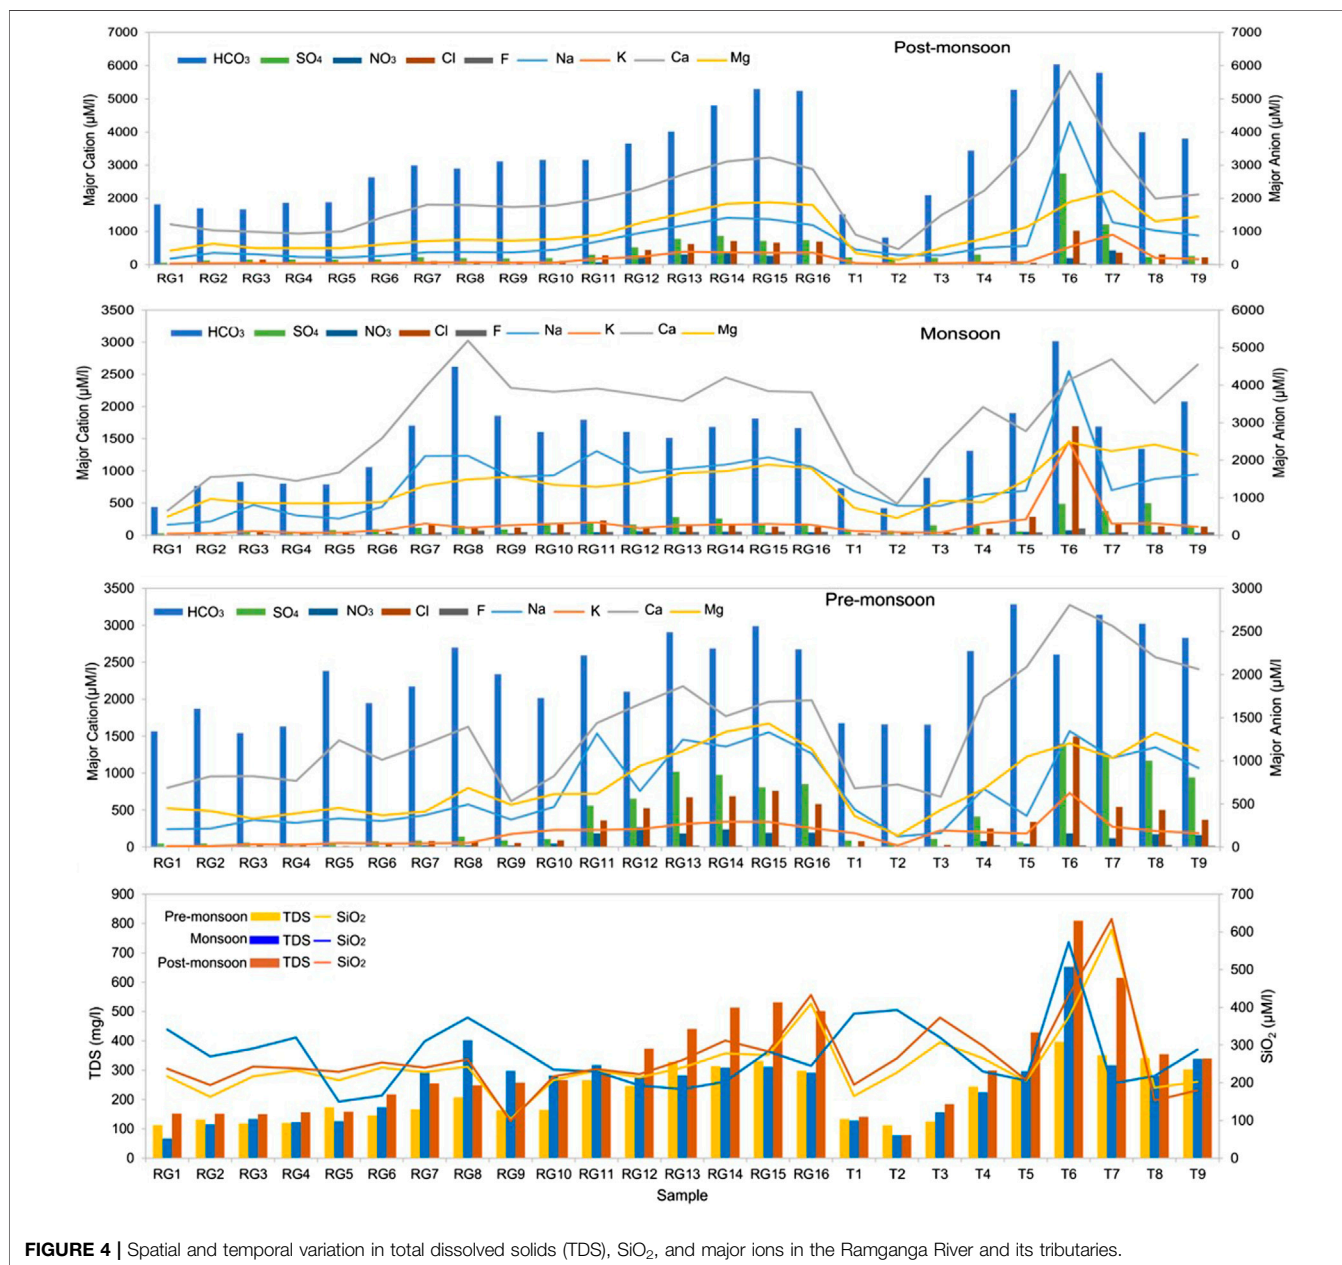 Post-monsoon
HCO3 SO4 NO3 Cl F Na K Ca Mg
Major Cation (µM/l)
7000
6000
5000
4000
3000
2000
1000
0
7000
6000
5000
4000
3000
2000
1000
0
Major Anion (µM/l)
RG1 RG2 RG3 RG4 RG5 RG6 RG7 RG8 RG9 RG10 RG11 RG12 RG13 RG14 RG15 RG16 T1 T2 T3 T4 T5 T6 T7 T8 T9
Monsoon
HCO3 SO4 NO3 Cl F Na K Ca Mg
Major Cation (µM/l)
3500
3000
2500
2000
1500
1000
500
0
6000
5000
4000
3000
2000
1000
0
Major Anion (µM/l)
RG1 RG2 RG3 RG4 RG5 RG6 RG7 RG8 RG9 RG10 RG11 RG12 RG13 RG14 RG15 RG16 T1 T2 T3 T4 T5 T6 T7 T8 T9
Pre-monsoon
HCO3 SO4 NO3 Cl F Na K Ca Mg
Major Cation(µM/l)
3500
3000
2500
2000
1500
1000
500
0
3000
2500
2000
1500
1000
500
0
Major Anion (µM/l
RG1 RG2 RG3 RG4 RG5 RG6 RG7 RG8 RG9 RG10 RG11 RG12 RG13 RG14 RG15 RG16 T1 T2 T3 T4 T5 T6 T7 T8 T9
Pre-monsoon TDS SiO2
Monsoon TDS SiO2
Post-monsoon TDS SiO2
TDS (mg/l)
900
800
700
600
500
400
300
200
100
0
700
600
500
400
300
200
100
0
SiO2 (µM/l)
RG1 RG2 RG3 RG4 RG5 RG6 RG7 RG8 RG9 RG10 RG11 RG12 RG13 RG14 RG15 RG16 T1 T2 T3 T4 T5 T6 T7 T8 T9
Sample
FIGURE 4 | Spatial and temporal variation in total dissolved solids (TDS), SiO2, and major ions in the Ramganga River and its tributaries.